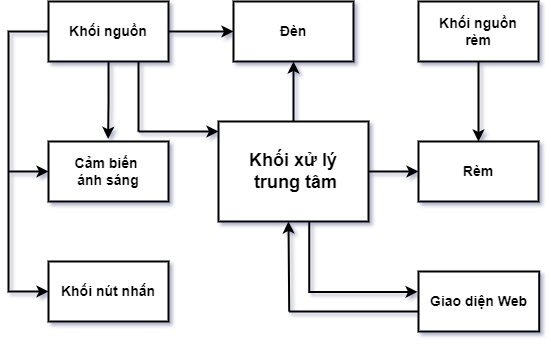 Khối nguồn
Đèn
Khối nguồn
rèm
Cảm biến
ánh sáng
Khối xử lý
trung tâm
Rèm
Khối nút nhấn
Giao diện Web